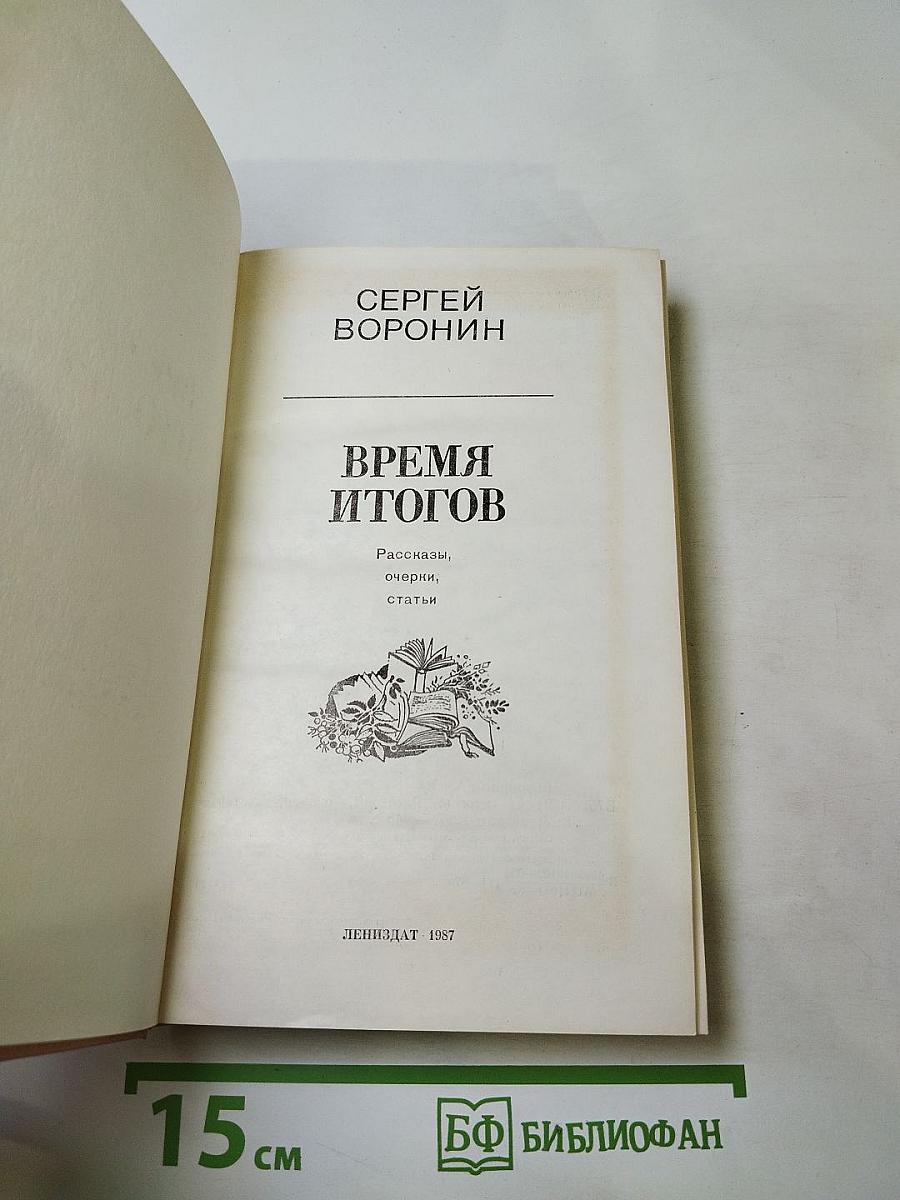 СЕРГЕЙ
ВОРОНИН
ВРЕМЯ
ИТОГОВ
Рассказы,
очерки,
статьи
ЛЕНИЗДАТ · 1987
15 см
БФ БИБЛИОФАН